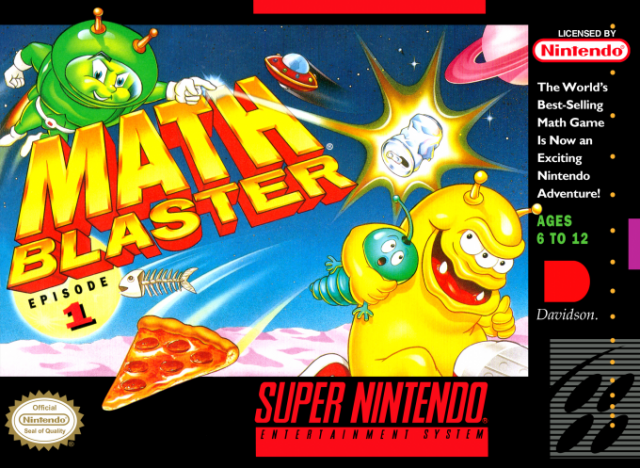 LICENSED BY
Nintendo®
MATH
BLASTER®
EPISODE
1
The World's
Best-Selling
Math Game
Is Now an
Exciting
Nintendo
Adventure!
AGES
6 TO 12
Davidson.
Official
Nintendo
Seal of Quality
SUPER NINTENDO®
ENTERTAINMENT SYSTEM